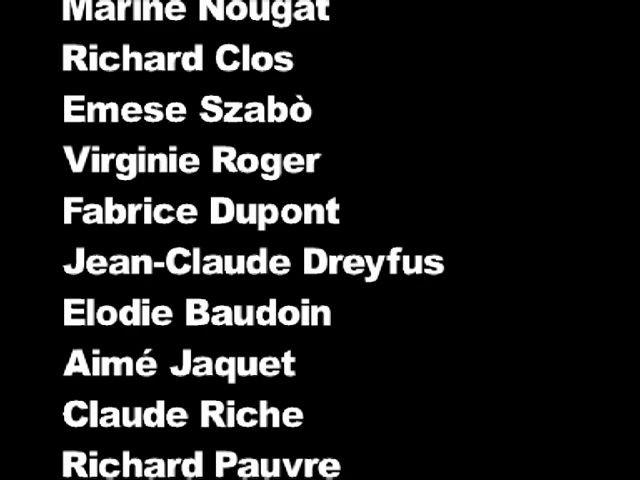 Marine Nougat
Richard Clos
Emese Szabò
Virginie Roger
Fabrice Dupont
Jean-Claude Dreyfus
Elodie Baudoin
Aimé Jaquet
Claude Riche
Richard Pauvre